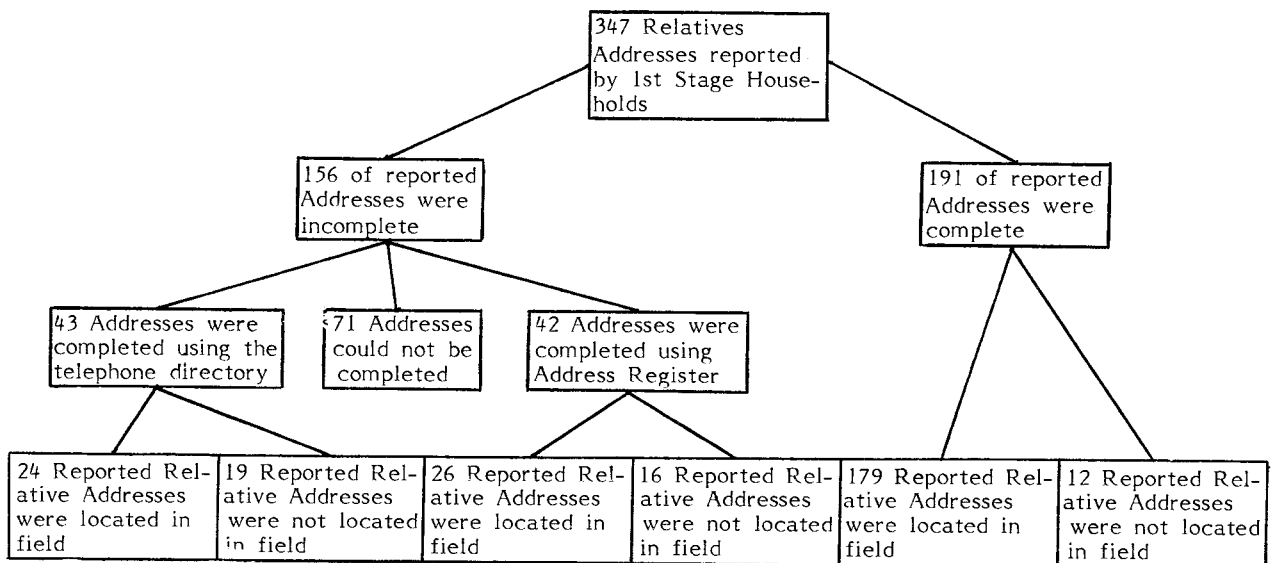 347 Relatives
Addresses reported
by 1st Stage House-
holds
156 of reported
Addresses were
incomplete
191 of reported
Addresses were
complete
43 Addresses were
completed using the
telephone directory
71 Addresses
could not be
completed
42 Addresses were
completed using
Address Register
24 Reported Rel-
ative Addresses
were located in
field
19 Reported Rel-
ative Addresses
were not located
in field
26 Reported Rel-
ative Addresses
were located in
field
16 Reported Rel-
ative Addresses
were not located
in field
179 Reported Rel-
ative Addresses
were located in
field
12 Reported Rel-
ative Addresses
were not located
in field